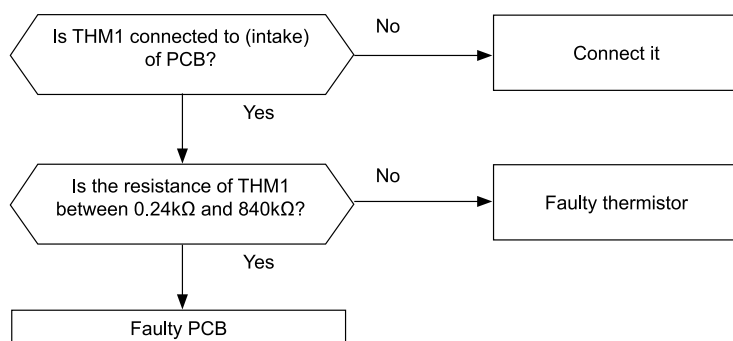 Is THM1 connected to (intake)
of PCB?
No
Connect it
Yes
Is the resistance of THM1
between 0.24kΩ and 840kΩ?
No
Faulty thermistor
Yes
Faulty PCB